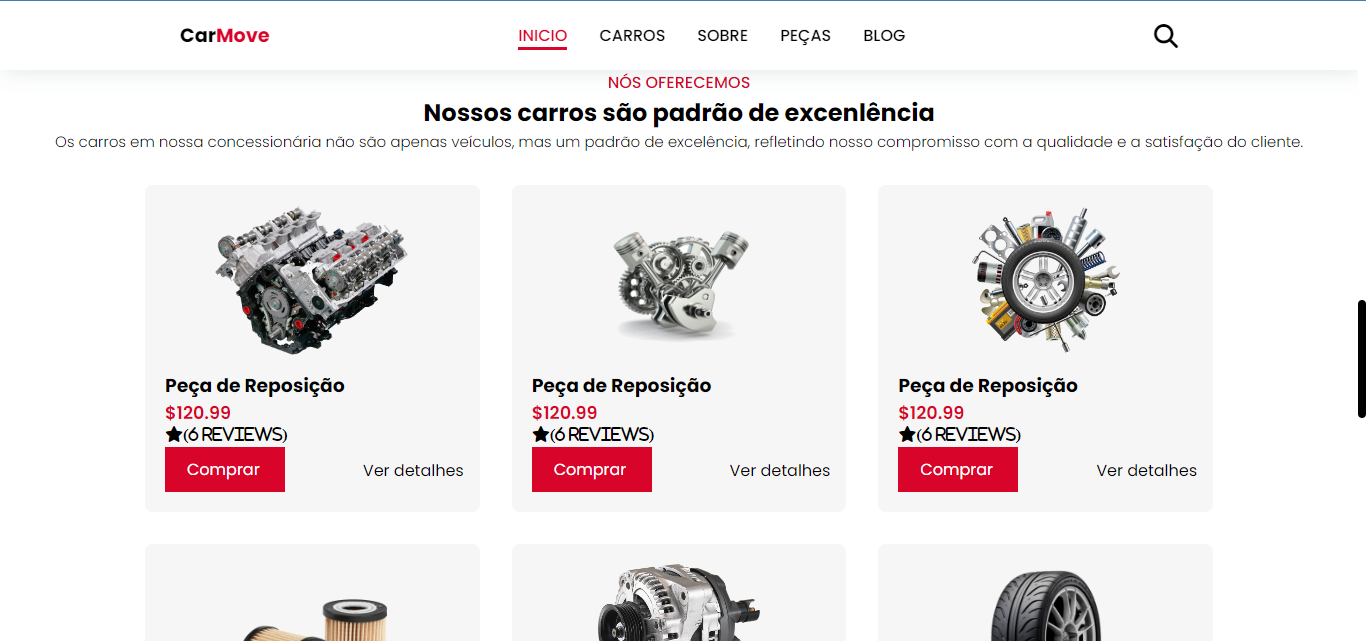 CarMove INICIO CARROS SOBRE PEÇAS BLOG
NÓS OFERECEMOS
Nossos carros são padrão de excenlência
Os carros em nossa concessionária não são apenas veículos, mas um padrão de excelência, refletindo nosso compromisso com a qualidade e a satisfação do cliente.
Peça de Reposição
$120.99
(6 REVIEWS)
Comprar Ver detalhes
Peça de Reposição
$120.99
(6 REVIEWS)
Comprar Ver detalhes
Peça de Reposição
$120.99
(6 REVIEWS)
Comprar Ver detalhes